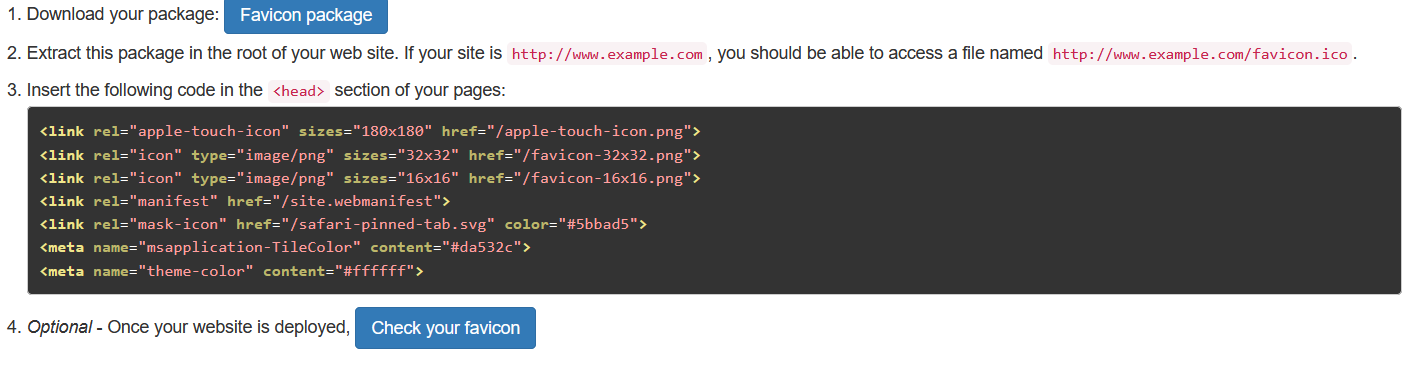 1. Download your package: Favicon package
2. Extract this package in the root of your web site. If your site is http://www.example.com, you should be able to access a file named http://www.example.com/favicon.ico.
3. Insert the following code in the <head> section of your pages:
<link rel="apple-touch-icon" sizes="180x180" href="/apple-touch-icon.png">
<link rel="icon" type="image/png" sizes="32x32" href="/favicon-32x32.png">
<link rel="icon" type="image/png" sizes="16x16" href="/favicon-16x16.png">
<link rel="manifest" href="/site.webmanifest">
<link rel="mask-icon" href="/safari-pinned-tab.svg" color="#5bbad5">
<meta name="msapplication-TileColor" content="#da532c">
<meta name="theme-color" content="#ffffff">
4. Optional - Once your website is deployed, Check your favicon